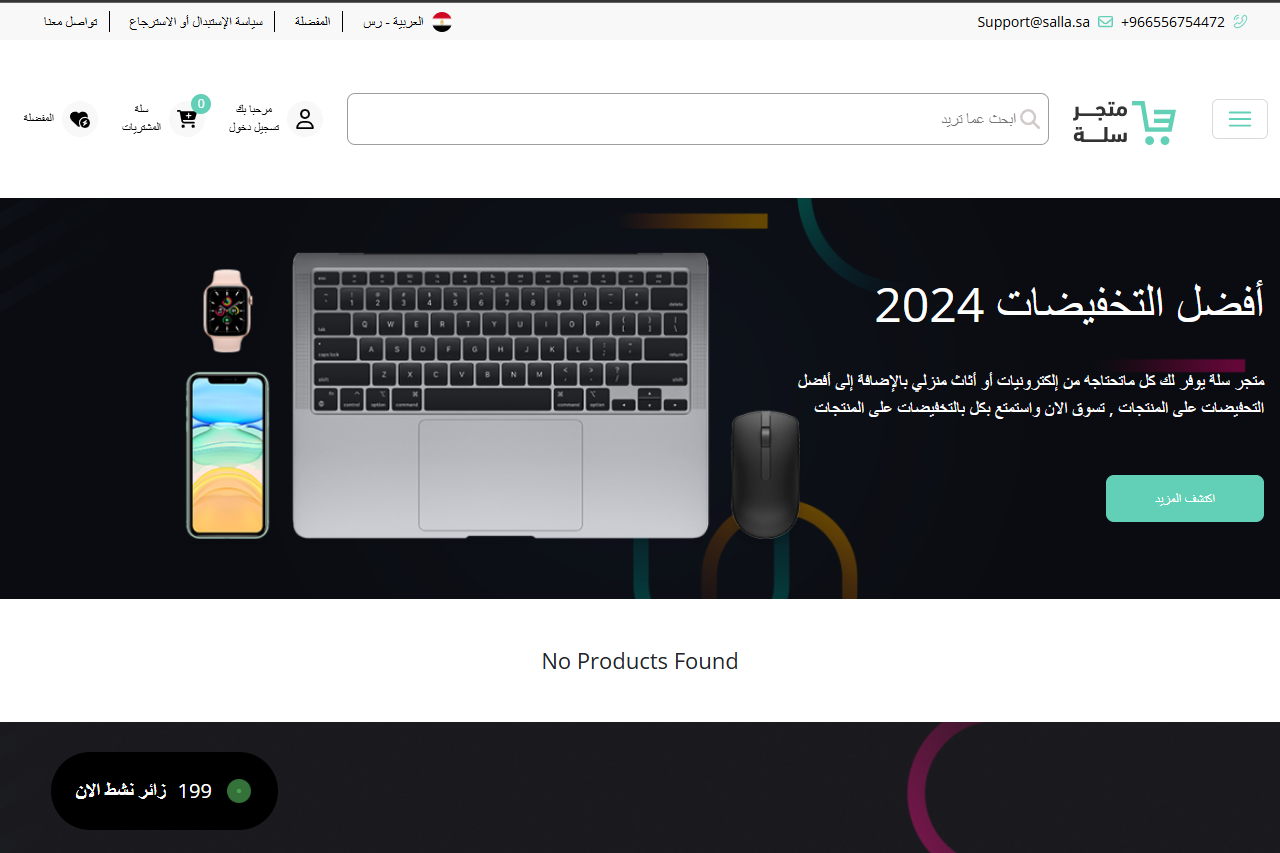 +966556754472
Support@salla.sa
العربية - رس
المفضلة
سياسة الإستبدال أو الاسترجاع
تواصل معنا
متجر
سلة
ابحث عما تريد
مرحبا بك
تسجيل دخول
0
سلة
المشتريات
المفضلة
أفضل التخفيضات 2024
متجر سلة يوفر لك كل ماتحتاجه من إلكترونيات أو أثاث منزلي بالإضافة إلى أفضل
التحفيضات على المنتجات , تسوق الان واستمتع بكل بالتخفيضات على المنتجات
اكتشف المزيد
No Products Found
199 زائر نشط الان